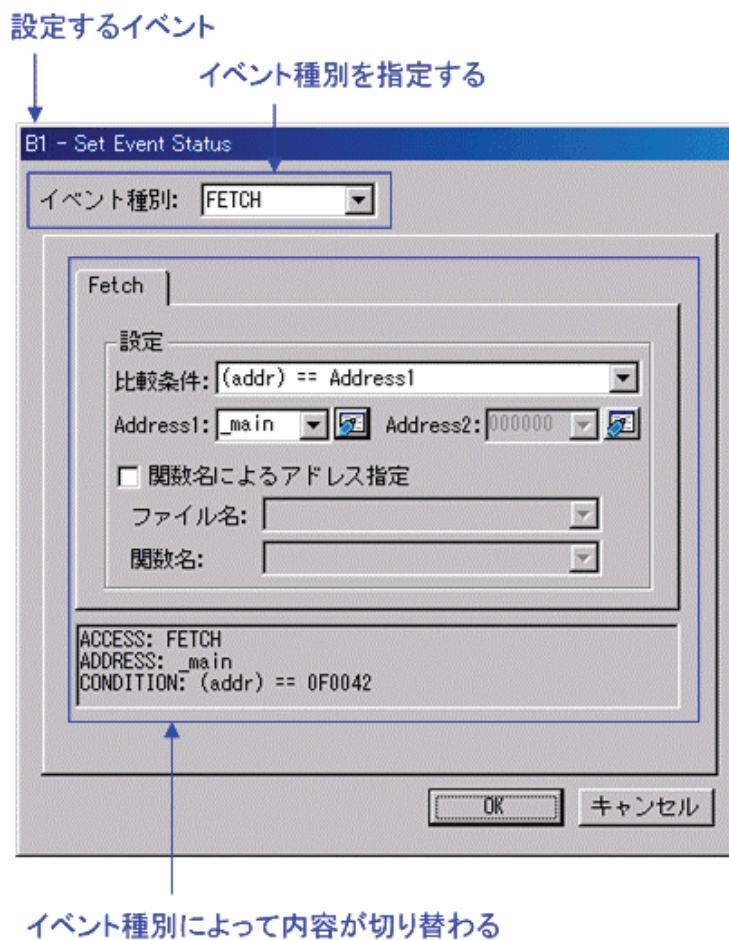 設定するイベント
イベント種別を指定する
B1 - Set Event Status
イベント種別: FETCH
Fetch
設定
比較条件: (addr) == Address1
Address1: _main Address2: 000000
関数名によるアドレス指定
ファイル名:
関数名:
ACCESS: FETCH
ADDRESS: _main
CONDITION: (addr) == 0F0042
OK キャンセル
イベント種別によって内容が切り替わる